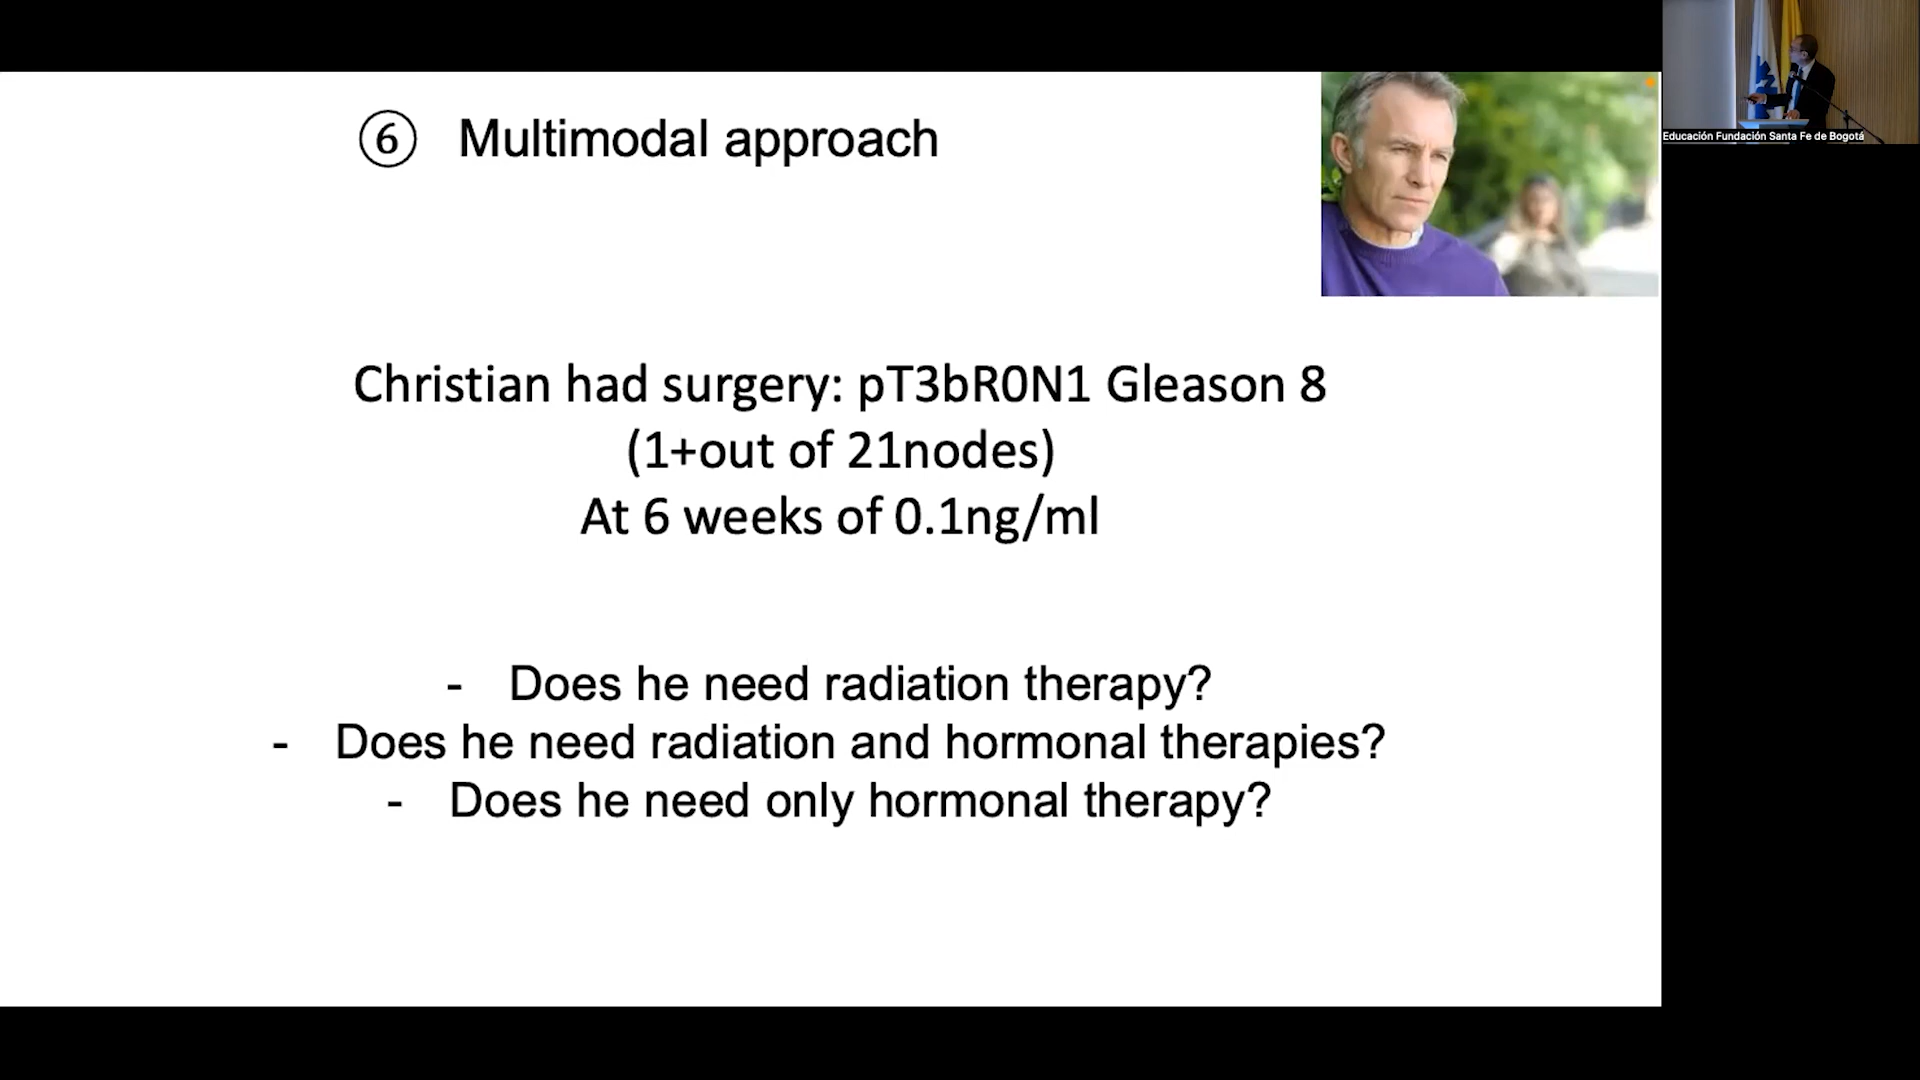 ⑥ Multimodal approach
Christian had surgery: pT3bR0N1 Gleason 8
(1+out of 21nodes)
At 6 weeks of 0.1ng/ml
- Does he need radiation therapy?
- Does he need radiation and hormonal therapies?
- Does he need only hormonal therapy?
Educación Fundación Santa Fe de Bogotá